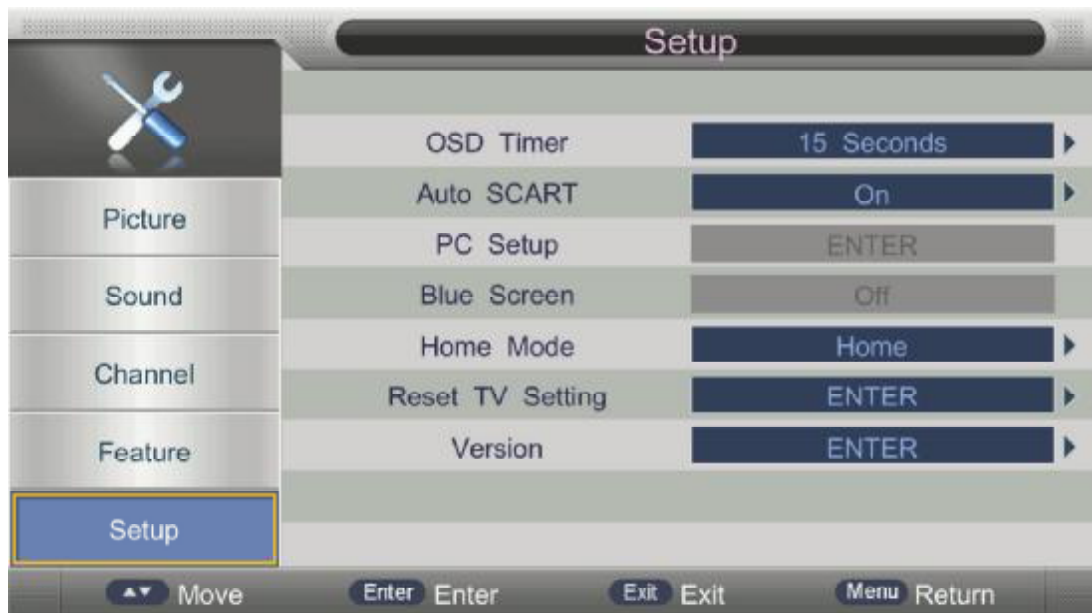 Setup
OSD Timer 15 Seconds
Auto SCART On
PC Setup ENTER
Blue Screen Off
Home Mode Home
Reset TV Setting ENTER
Version ENTER
Picture
Sound
Channel
Feature
Setup
Move Enter Enter Exit Exit Menu Return